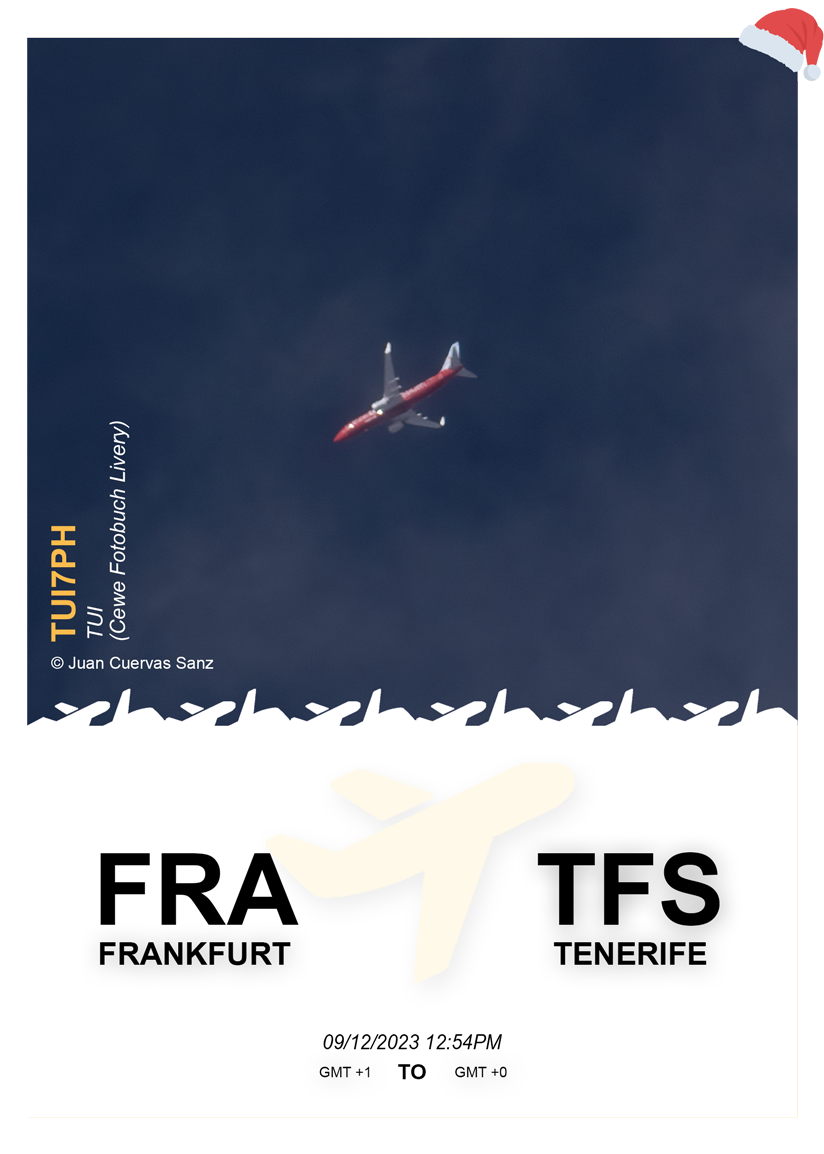 TUI7PH
TUI
(Cewe Fotobuch Livery)
© Juan Cuervas Sanz
FRA
FRANKFURT
TFS
TENERIFE
09/12/2023 12:54PM
GMT +1 TO GMT +0